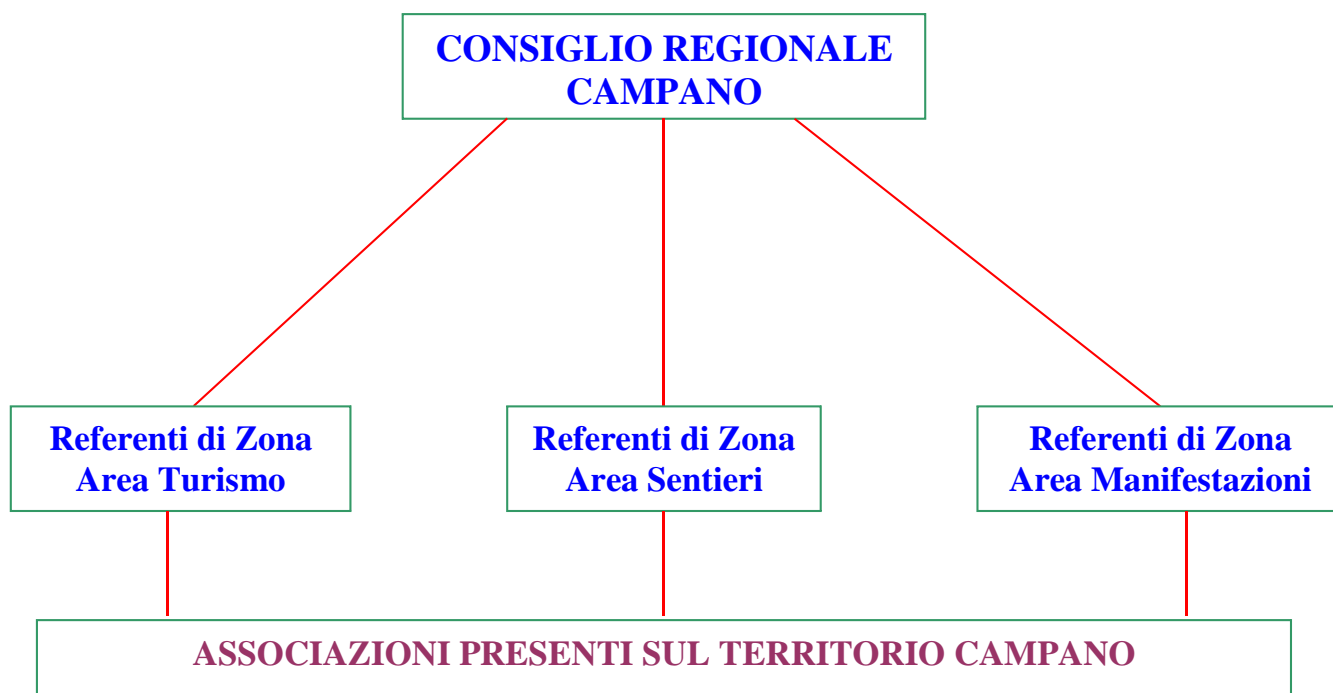 CONSIGLIO REGIONALE
CAMPANO
Referenti di Zona
Area Turismo
Referenti di Zona
Area Sentieri
Referenti di Zona
Area Manifestazioni
ASSOCIAZIONI PRESENTI SUL TERRITORIO CAMPANO